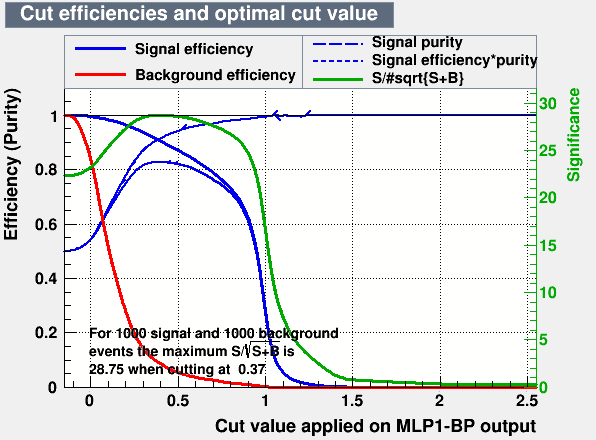 Cut efficiencies and optimal cut value
Signal efficiency
Background efficiency
Signal purity
Signal efficiency*purity
S/#sqrt{S+B}
Efficiency (Purity)
1
0.8
0.6
0.4
0.2
0
30
25
20
15
10
5
0
Significance
For 1000 signal and 1000 background
events the maximum S/√S+B is
28.75 when cutting at 0.37
0 0.5 1 1.5 2 2.5
Cut value applied on MLP1-BP output